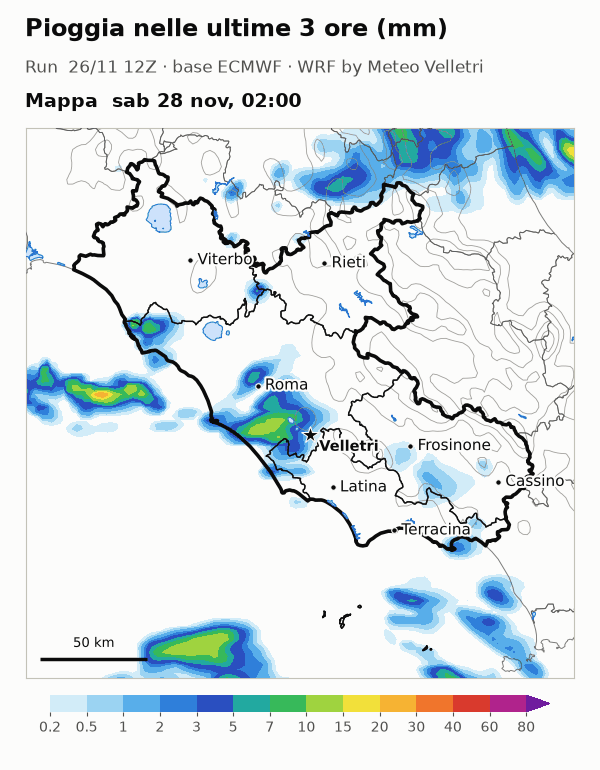 Pioggia nelle ultime 3 ore (mm)
Run  26/11 12Z · base ECMWF · WRF by Meteo Velletri
Mappa  sab 28 nov, 02:00
Viterbo
Rieti
Roma
Velletri
Frosinone
Cassino
Latina
Terracina
50 km
0.2 0.5 1 2 3 5 7 10 15 20 30 40 60 80